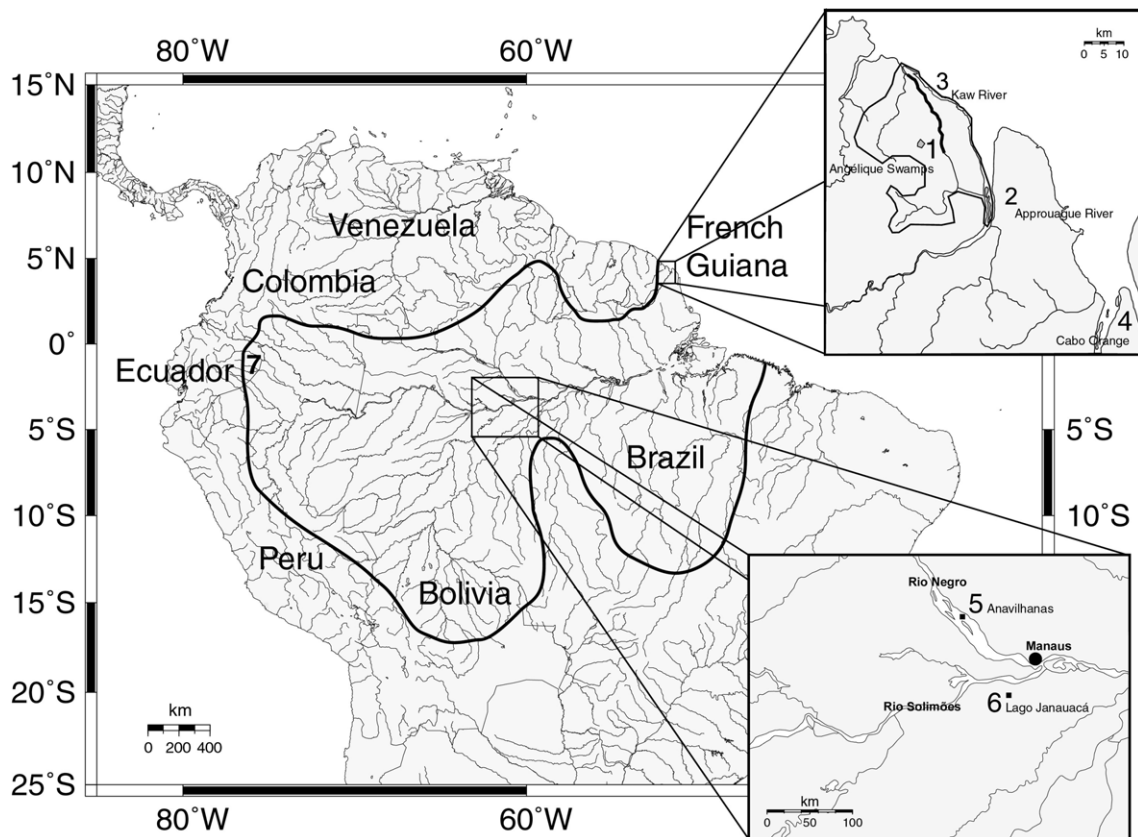 80°W
60°W
15°N
10°N
5°N
0°
5°S
10°S
15°S
20°S
25°S
5°S
10°S
80°W
60°W
Venezuela
Colombia
French
Guiana
Ecuador
7
Brazil
Peru
Bolivia
km
0 200 400
km
0 5 10
3
Kaw River
1
Angélique Swamps
2
Approuague River
4
Cabo Orange
Rio Negro
5 Anavilhanas
Manaus
6 Lago Janauacá
Rio Solimões
km
0 50 100